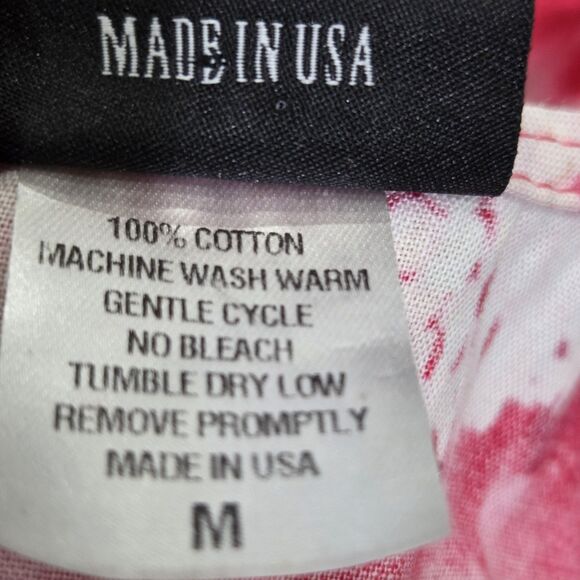 MADE IN USA
100% COTTON
MACHINE WASH WARM
GENTLE CYCLE
NO BLEACH
TUMBLE DRY LOW
REMOVE PROMPTLY
MADE IN USA
M